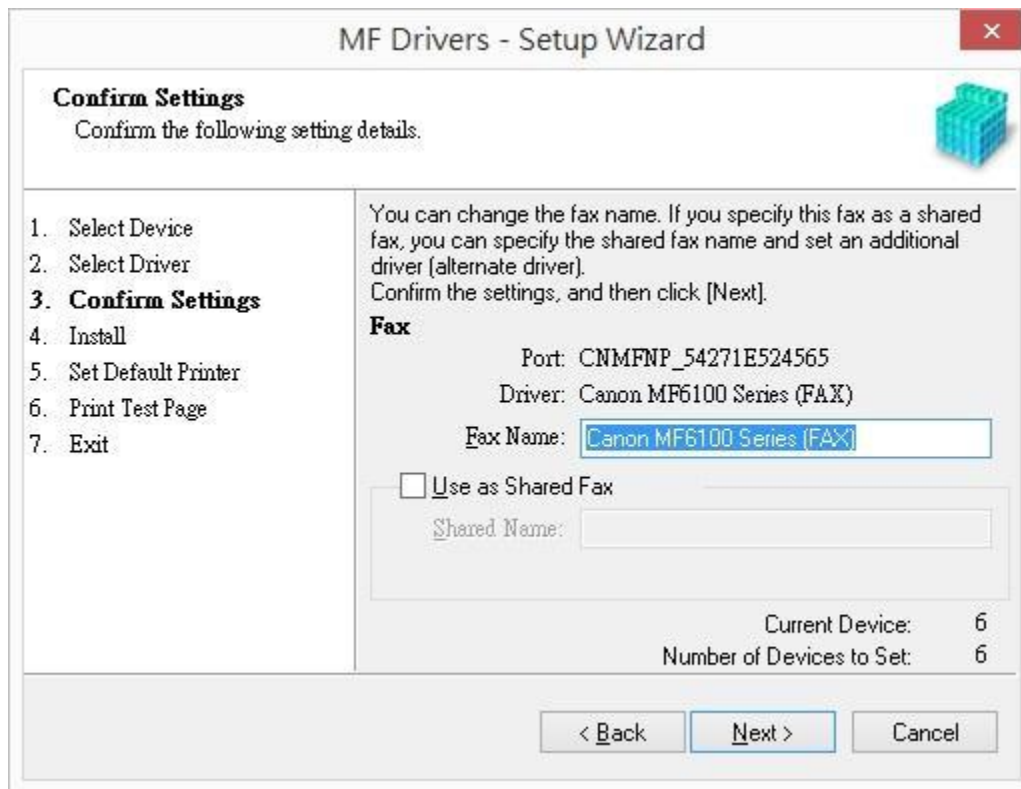 MF Drivers - Setup Wizard
Confirm Settings
Confirm the following setting details.
1. Select Device
2. Select Driver
3. Confirm Settings
4. Install
5. Set Default Printer
6. Print Test Page
7. Exit
You can change the fax name. If you specify this fax as a shared
fax, you can specify the shared fax name and set an additional
driver (alternate driver).
Confirm the settings, and then click [Next].
Fax
Port: CNMFNP_54271E524565
Driver: Canon MF6100 Series (FAX)
Fax Name: Canon MF6100 Series (FAX)
Use as Shared Fax
Shared Name:
Current Device: 6
Number of Devices to Set: 6
< Back Next > Cancel